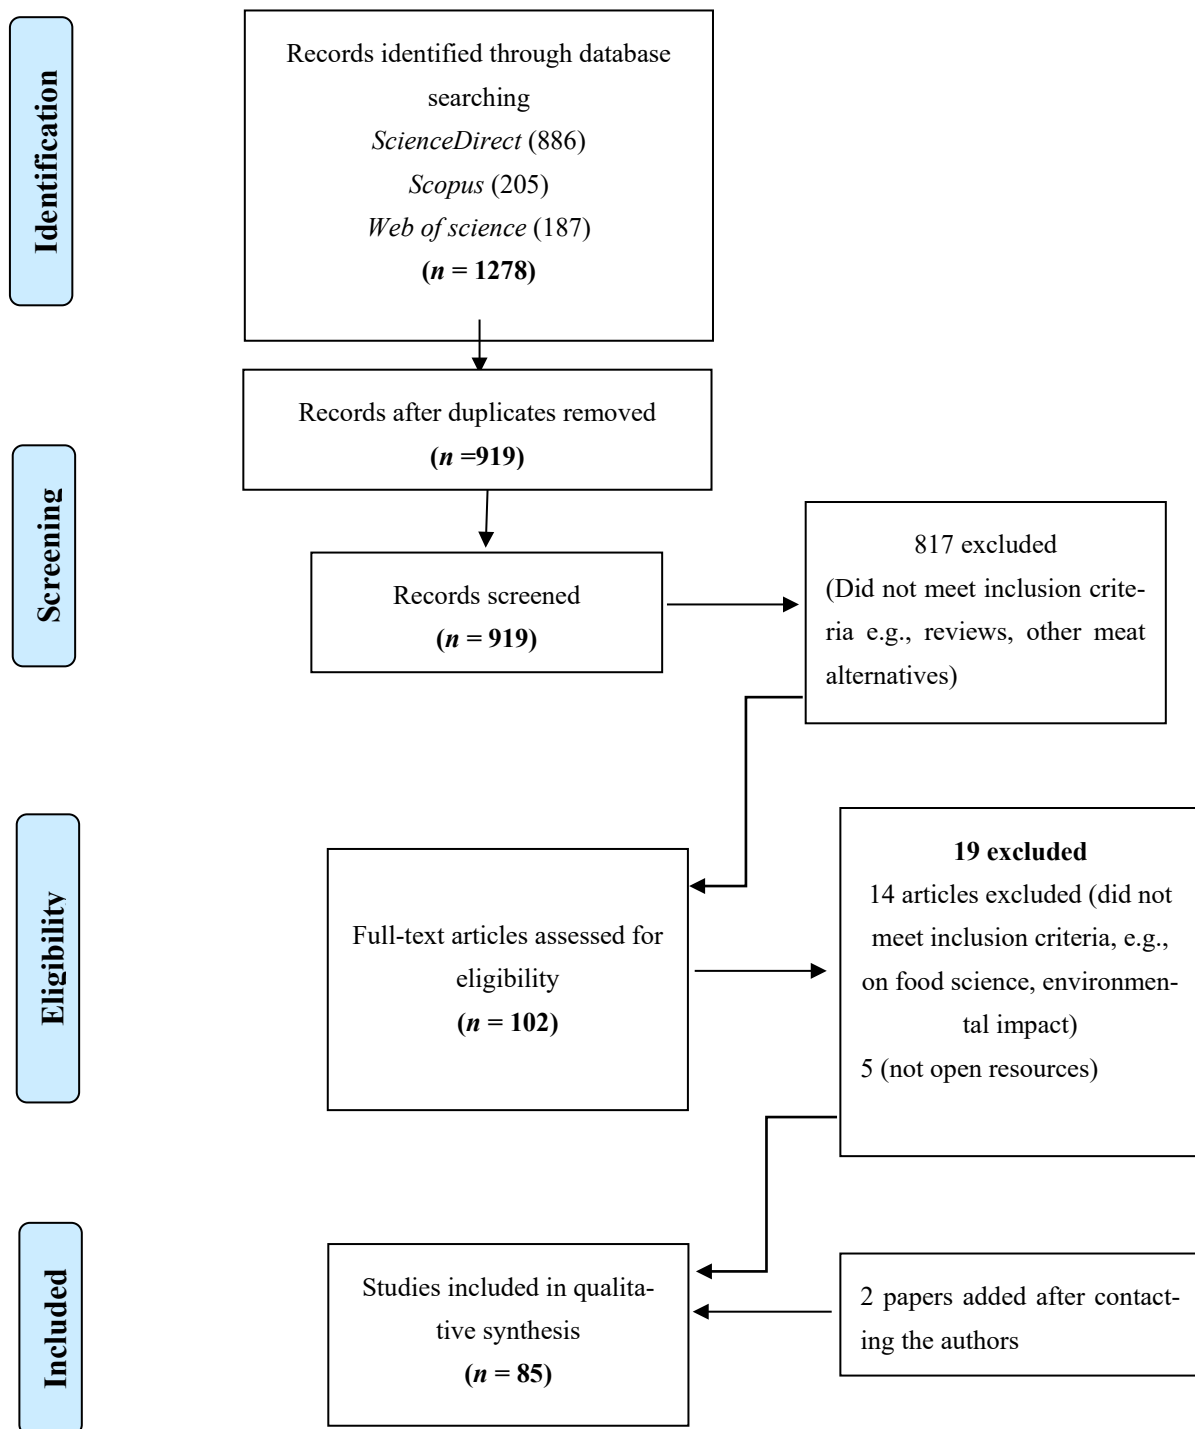 Identification
Records identified through database
searching
ScienceDirect (886)
Scopus (205)
Web of science (187)
(n = 1278)
Records after duplicates removed
(n =919)
Screening
Records screened
(n = 919)
817 excluded
(Did not meet inclusion crite-
ria e.g., reviews, other meat
alternatives)
Eligibility
Full-text articles assessed for
eligibility
(n = 102)
19 excluded
14 articles excluded (did not
meet inclusion criteria, e.g.,
on food science, environmen-
tal impact)
5 (not open resources)
Included
Studies included in qualita-
tive synthesis
(n = 85)
2 papers added after contact-
ing the authors